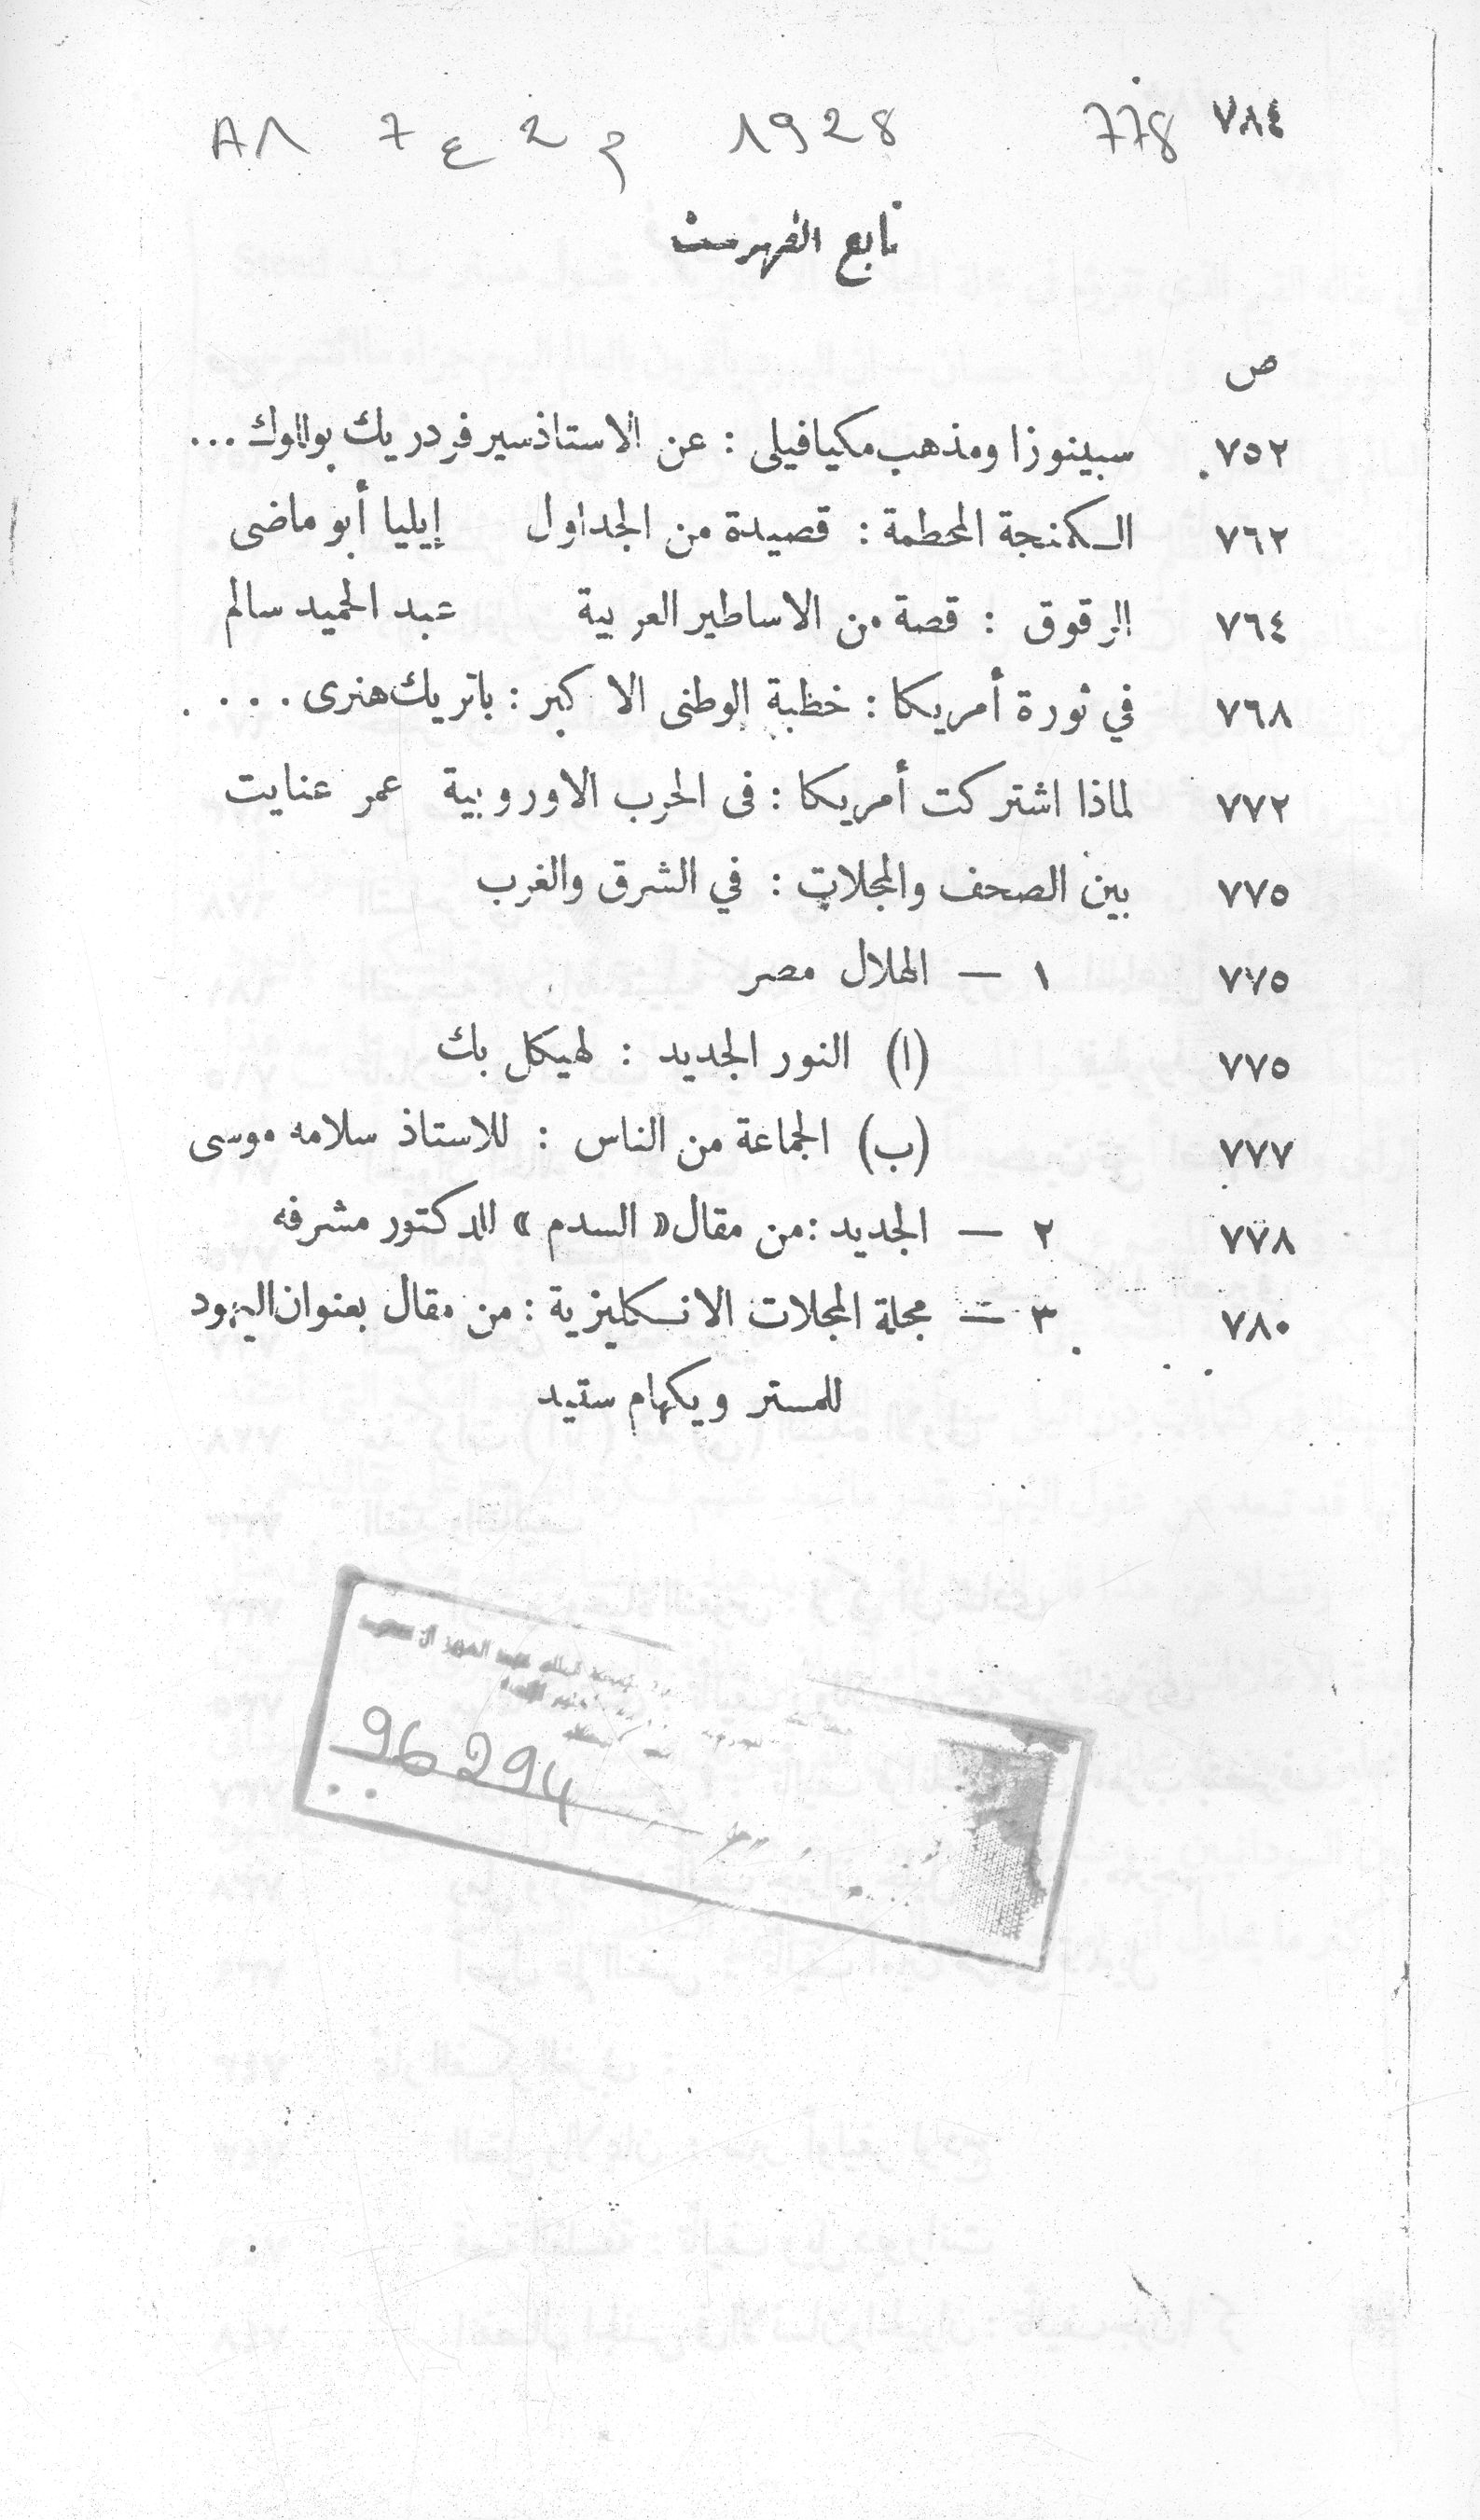 ٧٨٤ 778 1928 م 2 ع 7 ٨١
تابع الفهرست
ص
٧٥٢ سبينوزا ومذهب مكيافيلى : عن الاستاذ سير فردريك بولوك ...
٧٦٢ الكمنجة المحطمة : قصيدة من الجداول إيليا أبو ماضى
٧٦٤ الرقوق : قصة من الاساطير العربية عبد الحميد سالم
٧٦٨ في ثورة أمريكا : خطبة الوطنى الاكبر : باتريك هنرى . . . .
٧٧٢ لماذا اشتركت أمريكا : فى الحرب الاوروبية عمر عنايت
٧٧٥ بين الصحف والمجلات : في الشرق والغرب
٧٧٥ ١ — الهلال مصر
٧٧٥ (ا) النور الجديد : لهيكل بك
٧٧٧ (ب) الجماعة من الناس : للاستاذ سلامه موسى
٧٧٨ ٢ — الجديد : من مقال « السدم » للدكتور مشرفه
٧٨٠ ٣ — مجلة المجلات الانكليزية : من مقال بعنوان اليهود
للمستر ويكهام ستيد
96294